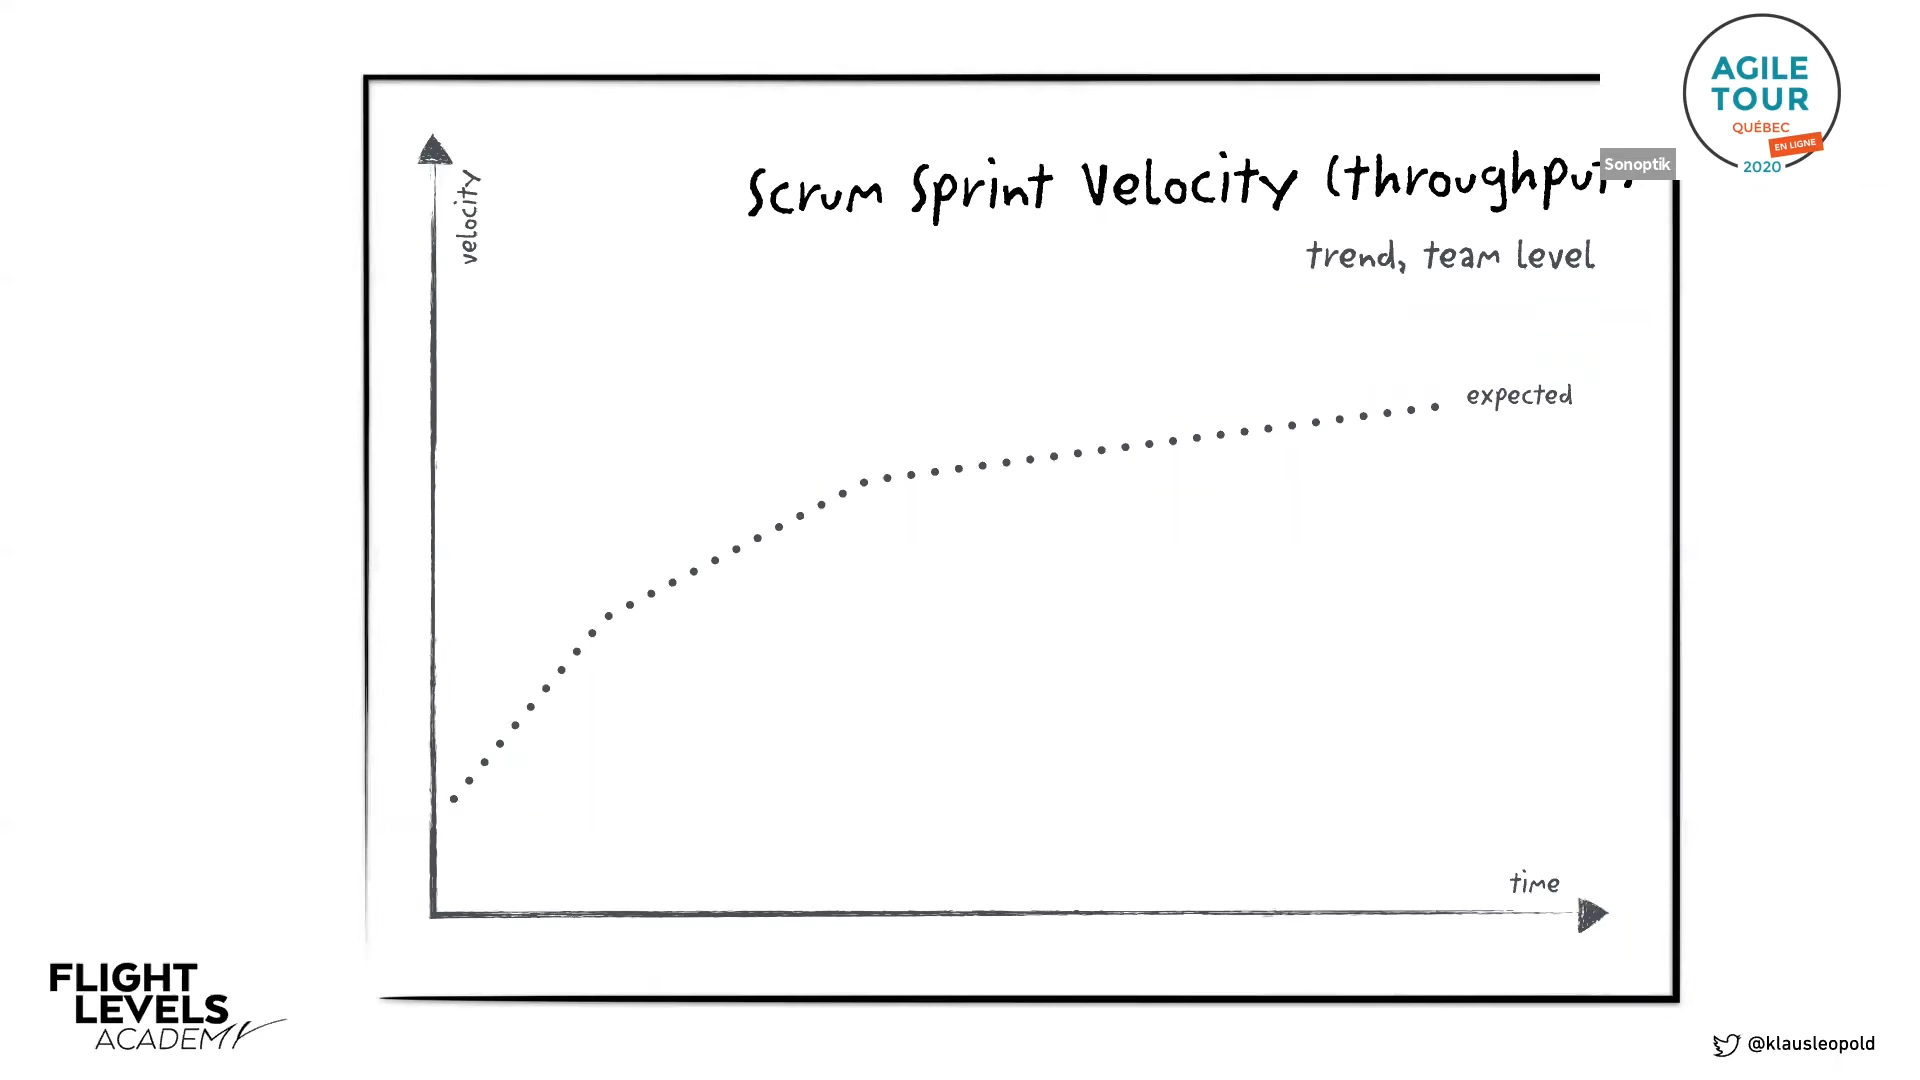 AGILE
TOUR
QUÉBEC
EN LIGNE
2020
Sonoptik
Scrum Sprint Velocity (throughput)
trend, team level
velocity
expected
time
FLIGHT
LEVELS
ACADEMY
@klausleopold